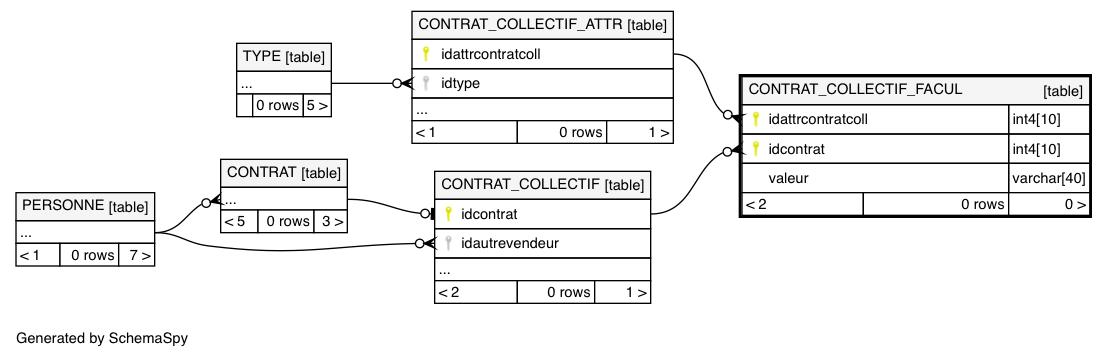 CONTRAT_COLLECTIF_ATTR [table]
idattrcontratcoll
idtype
...
< 1 0 rows 1 >
TYPE [table]
...
0 rows 5 >
CONTRAT_COLLECTIF_FACUL [table]
idattrcontratcoll int4[10]
idcontrat int4[10]
valeur varchar[40]
< 2 0 rows 0 >
CONTRAT [table]
...
< 5 0 rows 3 >
CONTRAT_COLLECTIF [table]
idcontrat
idautrevendeur
...
< 2 0 rows 1 >
PERSONNE [table]
...
< 1 0 rows 7 >
Generated by SchemaSpy